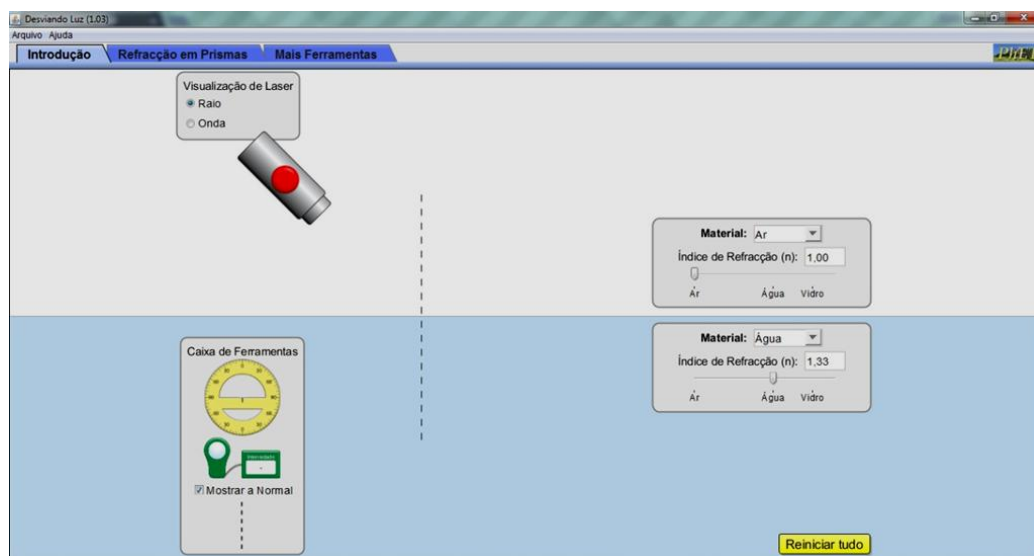 Desviando Luz (1.03)
Arquivo Ajuda
Introdução Refracção em Prismas Mais Ferramentas
Visualização de Laser
Raio
Onda
Material: Ar
Índice de Refracção (n): 1,00
Ar Água Vidro
Material: Água
Índice de Refracção (n): 1,33
Ar Água Vidro
Caixa de Ferramentas
Mostrar a Normal
Reiniciar tudo